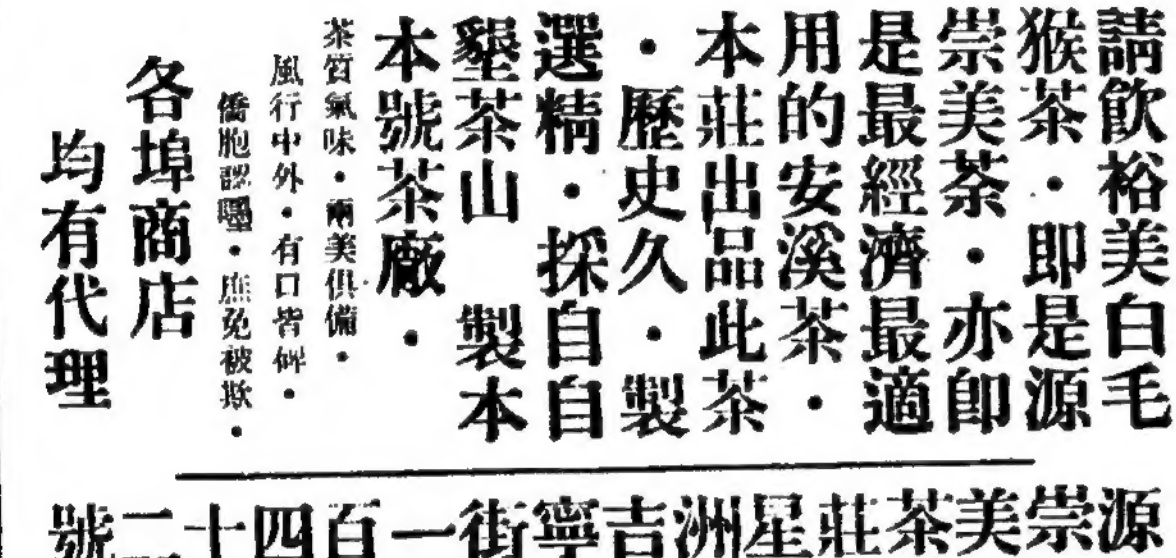 請飲裕美白毛
猴茶・即是源
崇美茶・亦即
是最經濟最適
用的安溪茶・
本莊出品此茶
・歷史久・製
選精・採自自
墾茶山　製本
本號茶廠・
茶質氣味・兩美俱備・
風行中外・有口皆碑・
僑胞認囑・庶免被欺・
各埠商店
均有代理
源崇美茶莊星洲吉寧街一百四十二號